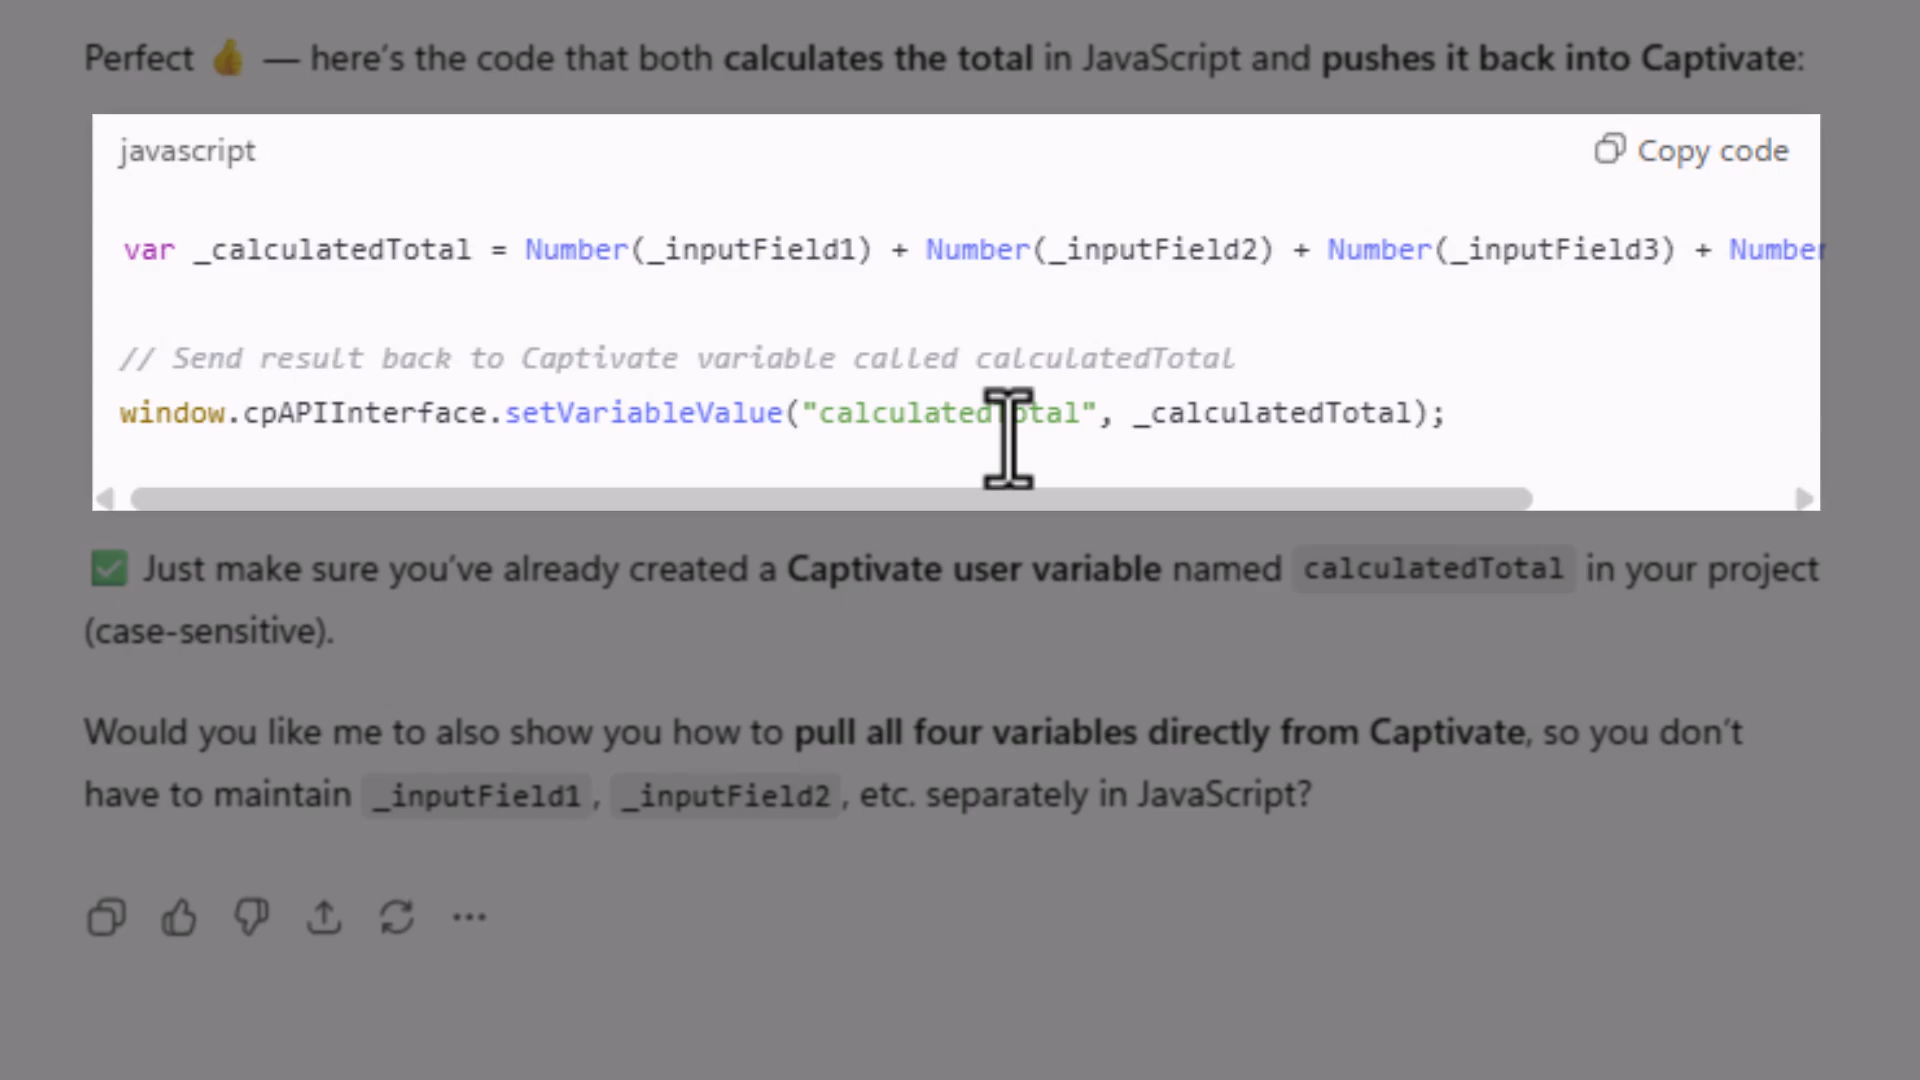 Perfect 👍 — here’s the code that both calculates the total in JavaScript and pushes it back into Captivate:
javascript
Copy code
var _calculatedTotal = Number(_inputField1) + Number(_inputField2) + Number(_inputField3) + Number
// Send result back to Captivate variable called calculatedTotal
window.cpAPIInterface.setVariableValue("calculatedTotal", _calculatedTotal);
✅ Just make sure you’ve already created a Captivate user variable named calculatedTotal in your project
(case-sensitive).
Would you like me to also show you how to pull all four variables directly from Captivate, so you don’t
have to maintain _inputField1, _inputField2, etc. separately in JavaScript?